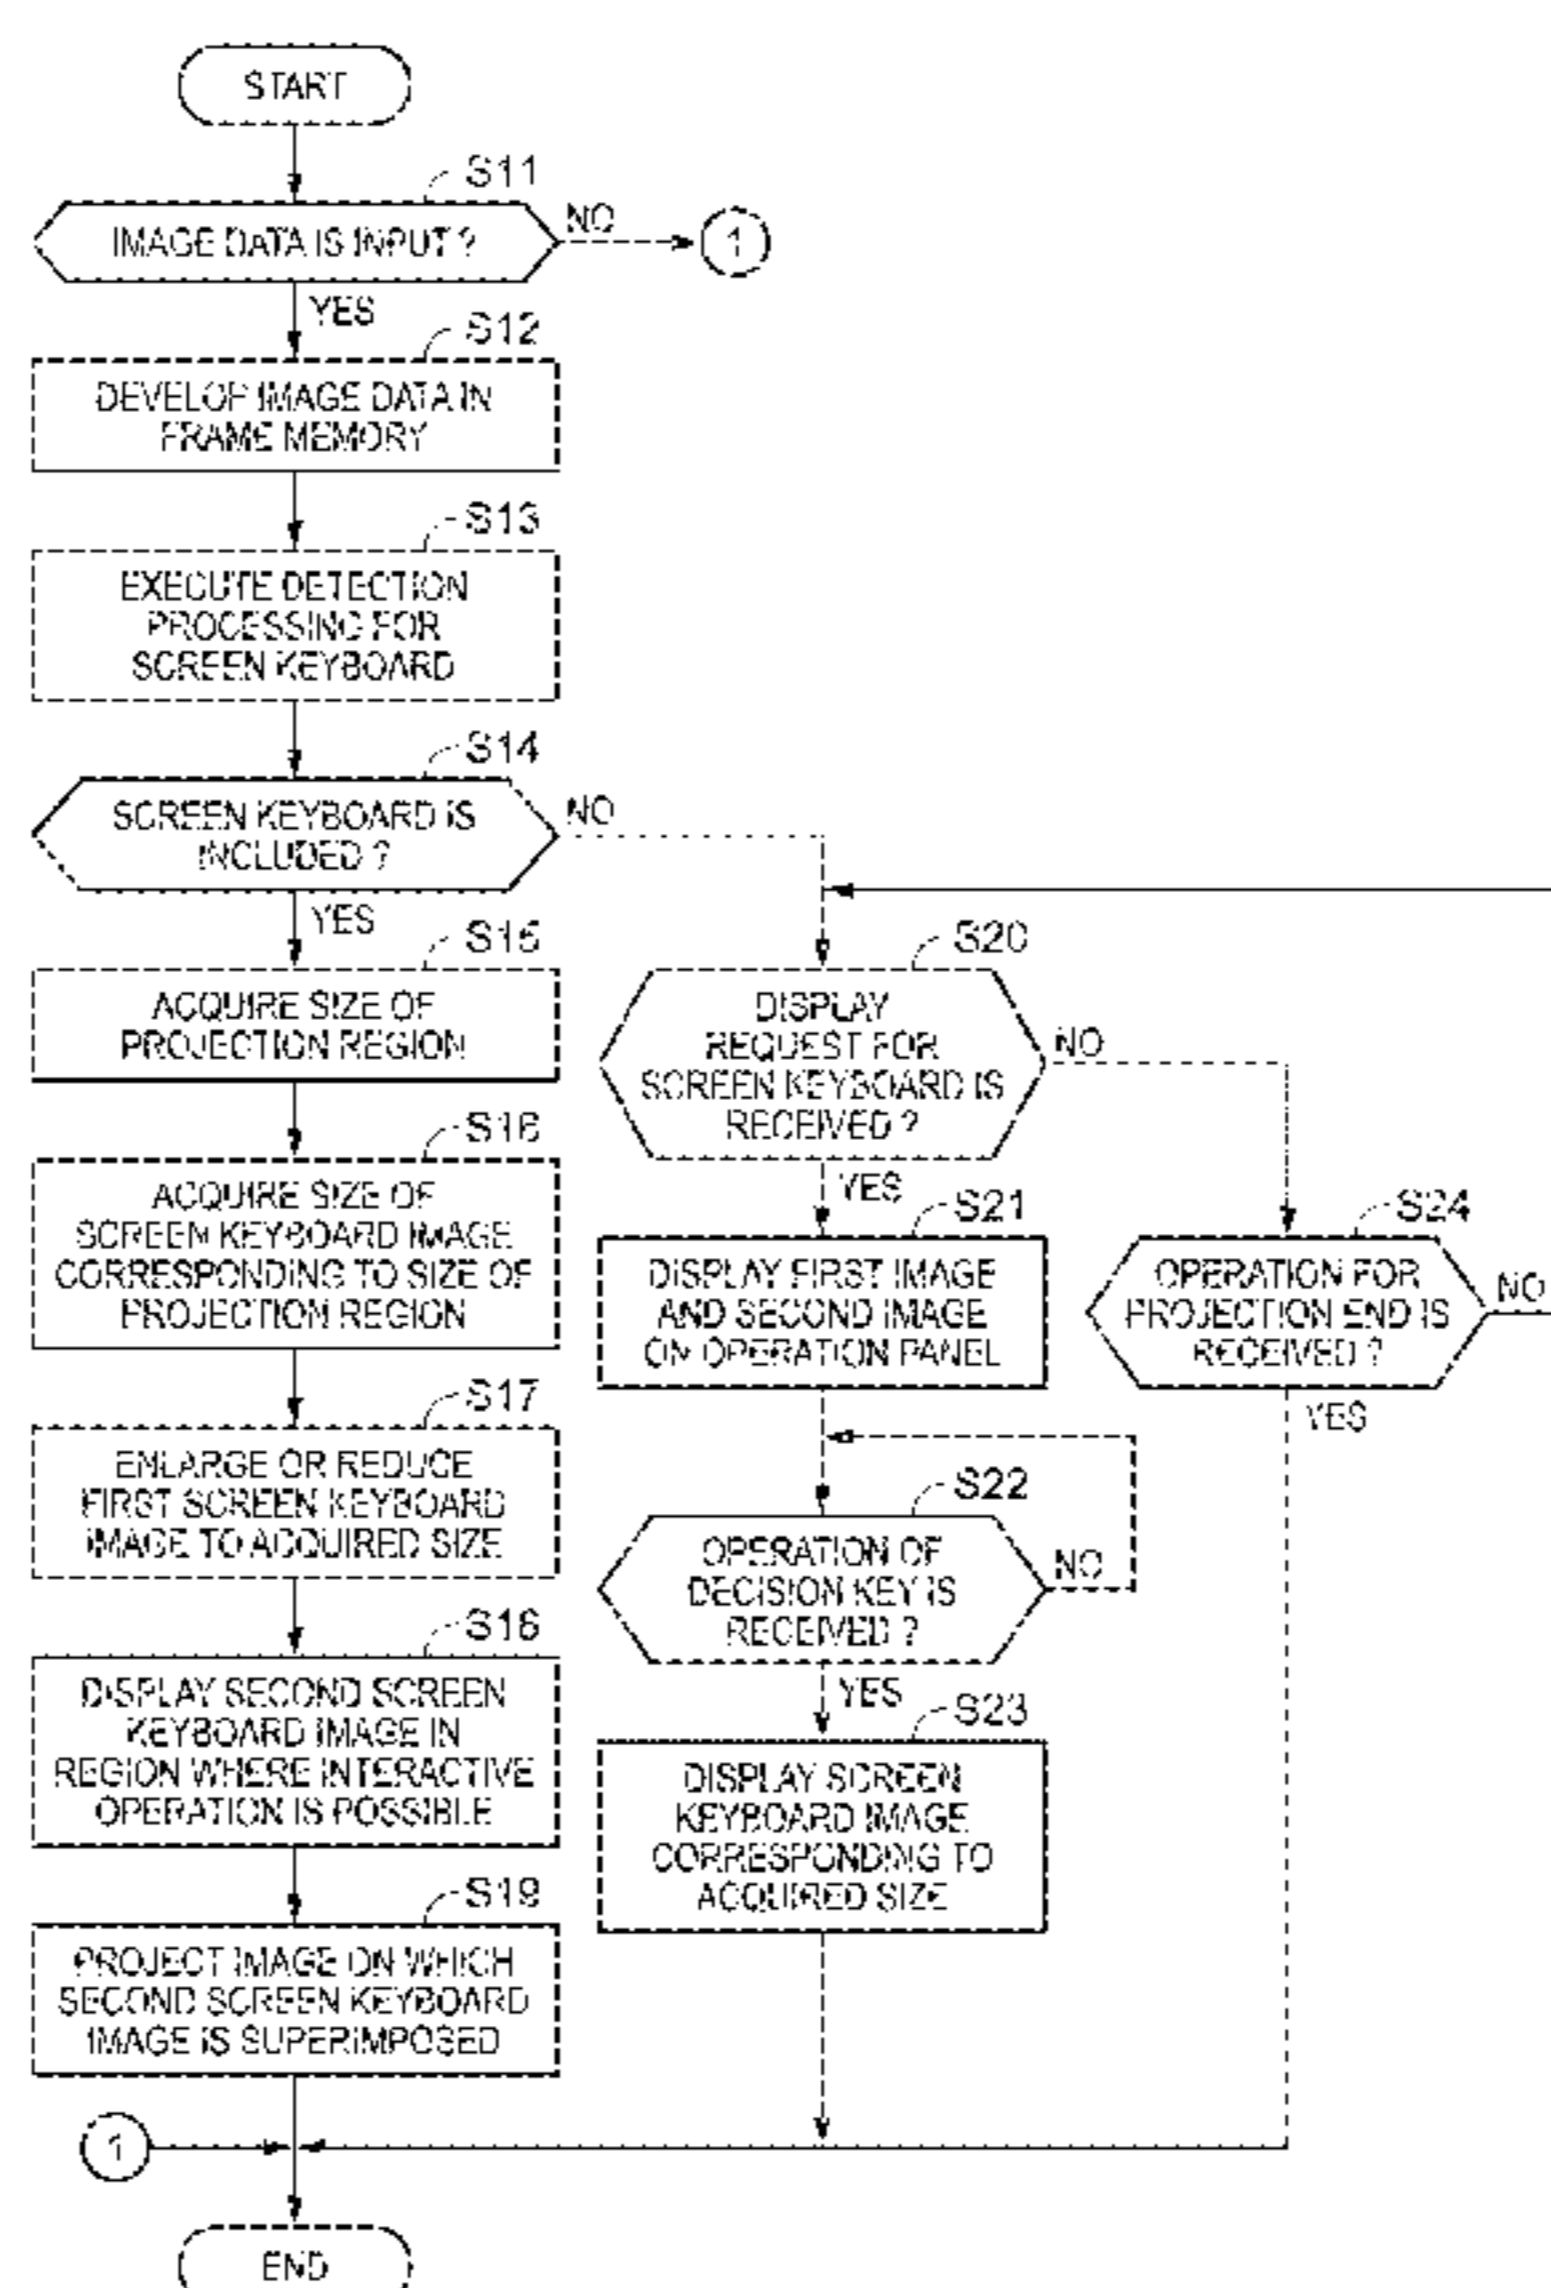 START
S11
IMAGE DATA IS INPUT ?
NO
1
YES
S12
DEVELOP IMAGE DATA IN
FRAME MEMORY
S13
EXECUTE DETECTION
PROCESSING FOR
SCREEN KEYBOARD
S14
SCREEN KEYBOARD IS
INCLUDED ?
NO
YES
S15
ACQUIRE SIZE OF
PROJECTION REGION
S16
ACQUIRE SIZE OF
SCREEN KEYBOARD IMAGE
CORRESPONDING TO SIZE OF
PROJECTION REGION
S17
ENLARGE OR REDUCE
FIRST SCREEN KEYBOARD
IMAGE TO ACQUIRED SIZE
S18
DISPLAY SECOND SCREEN
KEYBOARD IMAGE IN
REGION WHERE INTERACTIVE
OPERATION IS POSSIBLE
S19
PROJECT IMAGE ON WHICH
SECOND SCREEN KEYBOARD
IMAGE IS SUPERIMPOSED
S20
DISPLAY
REQUEST FOR
SCREEN KEYBOARD IS
RECEIVED ?
NO
YES
S21
DISPLAY FIRST IMAGE
AND SECOND IMAGE
ON OPERATION PANEL
S22
OPERATION OF
DECISION KEY IS
RECEIVED ?
NO
YES
S23
DISPLAY SCREEN
KEYBOARD IMAGE
CORRESPONDING TO
ACQUIRED SIZE
S24
OPERATION FOR
PROJECTION END IS
RECEIVED ?
NO
YES
1
END